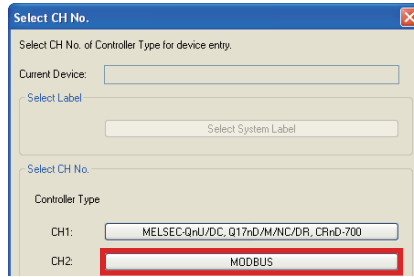 Select CH No.
Select CH No. of Controller Type for device entry.
Current Device:
Select Label
Select System Label
Select CH No.
Controller Type
CH1: MELSEC-QnU/DC, Q17nD/M/NC/DR, CRnD-700
CH2: MODBUS